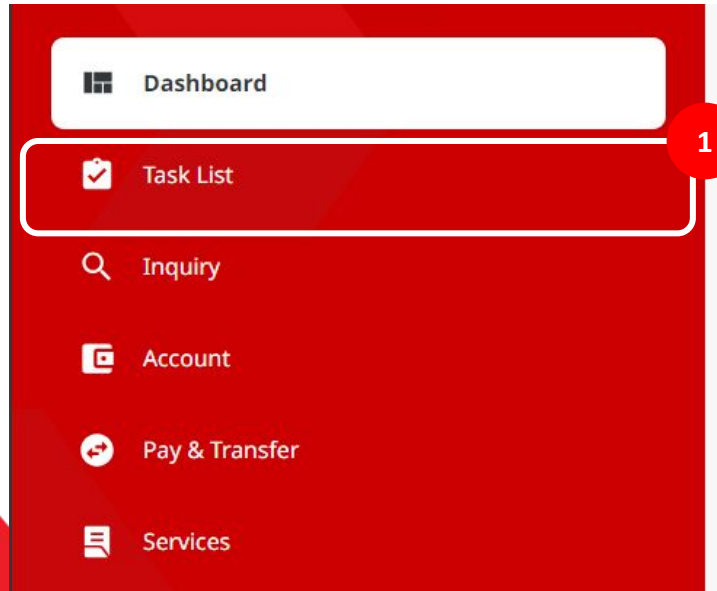 Dashboard
1
Task List
Inquiry
Account
Pay & Transfer
Services